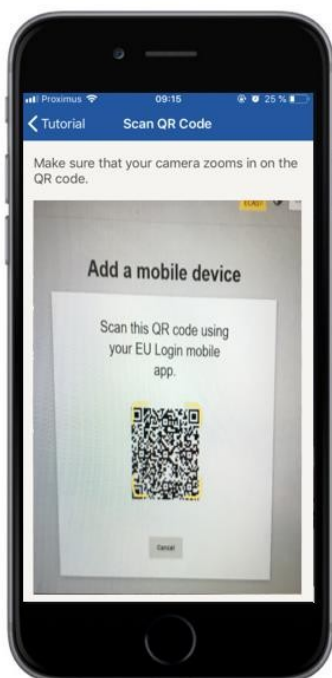 Proximus 09:15 25 %
Tutorial Scan QR Code
Make sure that your camera zooms in on the
QR code.
ECAS
Add a mobile device
Scan this QR code using
your EU Login mobile
app.
Cancel